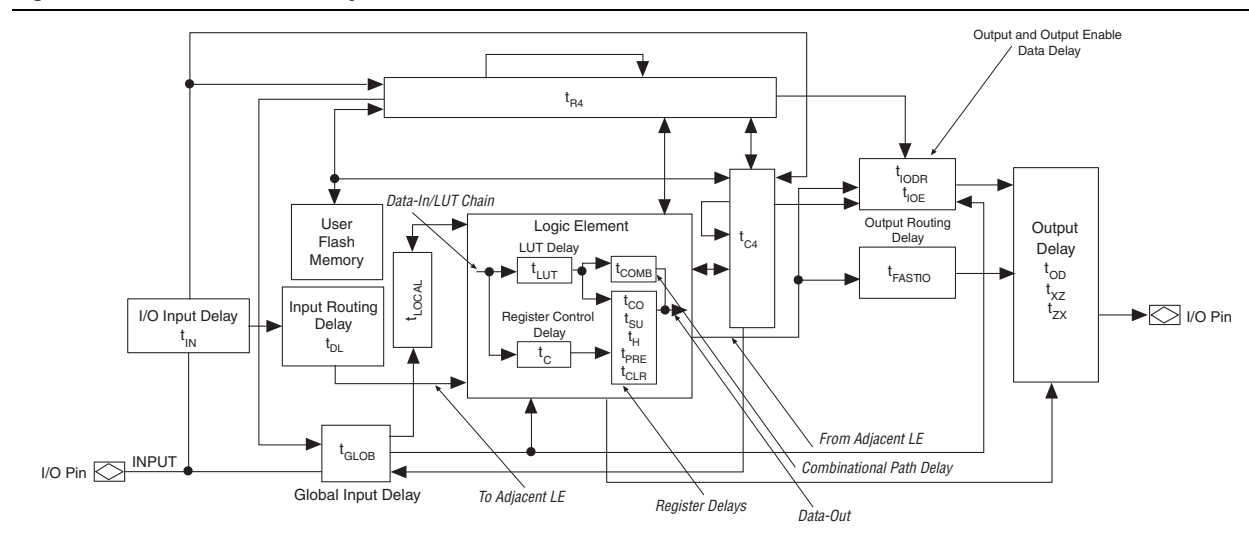 Output and Output Enable
Data Delay
tR4
tIODR
tIOE
Data-In/LUT Chain
User
Flash
Memory
Logic Element
Output Routing
Delay
Output
Delay
tOD
tXZ
tZX
LUT Delay
tLUT
tCOMB
tC4
tFASTIO
tLOCAL
I/O Input Delay
tIN
Input Routing
Delay
tDL
Register Control
Delay
tC
tCO
tSU
tH
tPRE
tCLR
I/O Pin
From Adjacent LE
tGLOB
I/O Pin
INPUT
Combinational Path Delay
Global Input Delay
To Adjacent LE
Register Delays
Data-Out